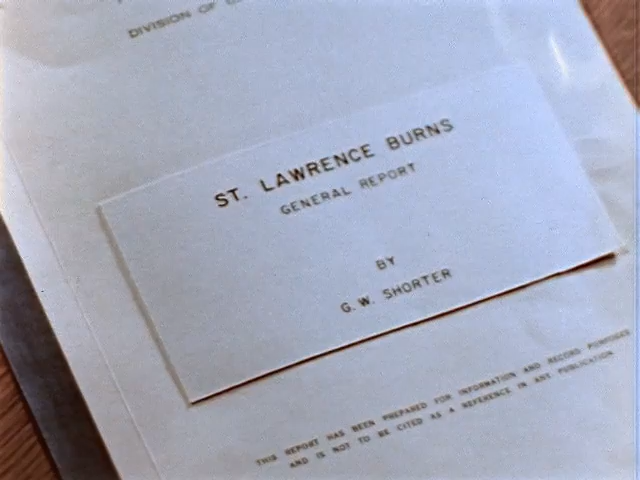 DIVISION OF
ST. LAWRENCE BURNS
GENERAL REPORT
BY
G. W. SHORTER
THIS REPORT HAS BEEN PREPARED FOR INFORMATION AND RECORD PURPOSES
AND IS NOT TO BE CITED AS A REFERENCE IN ANY PUBLICATION